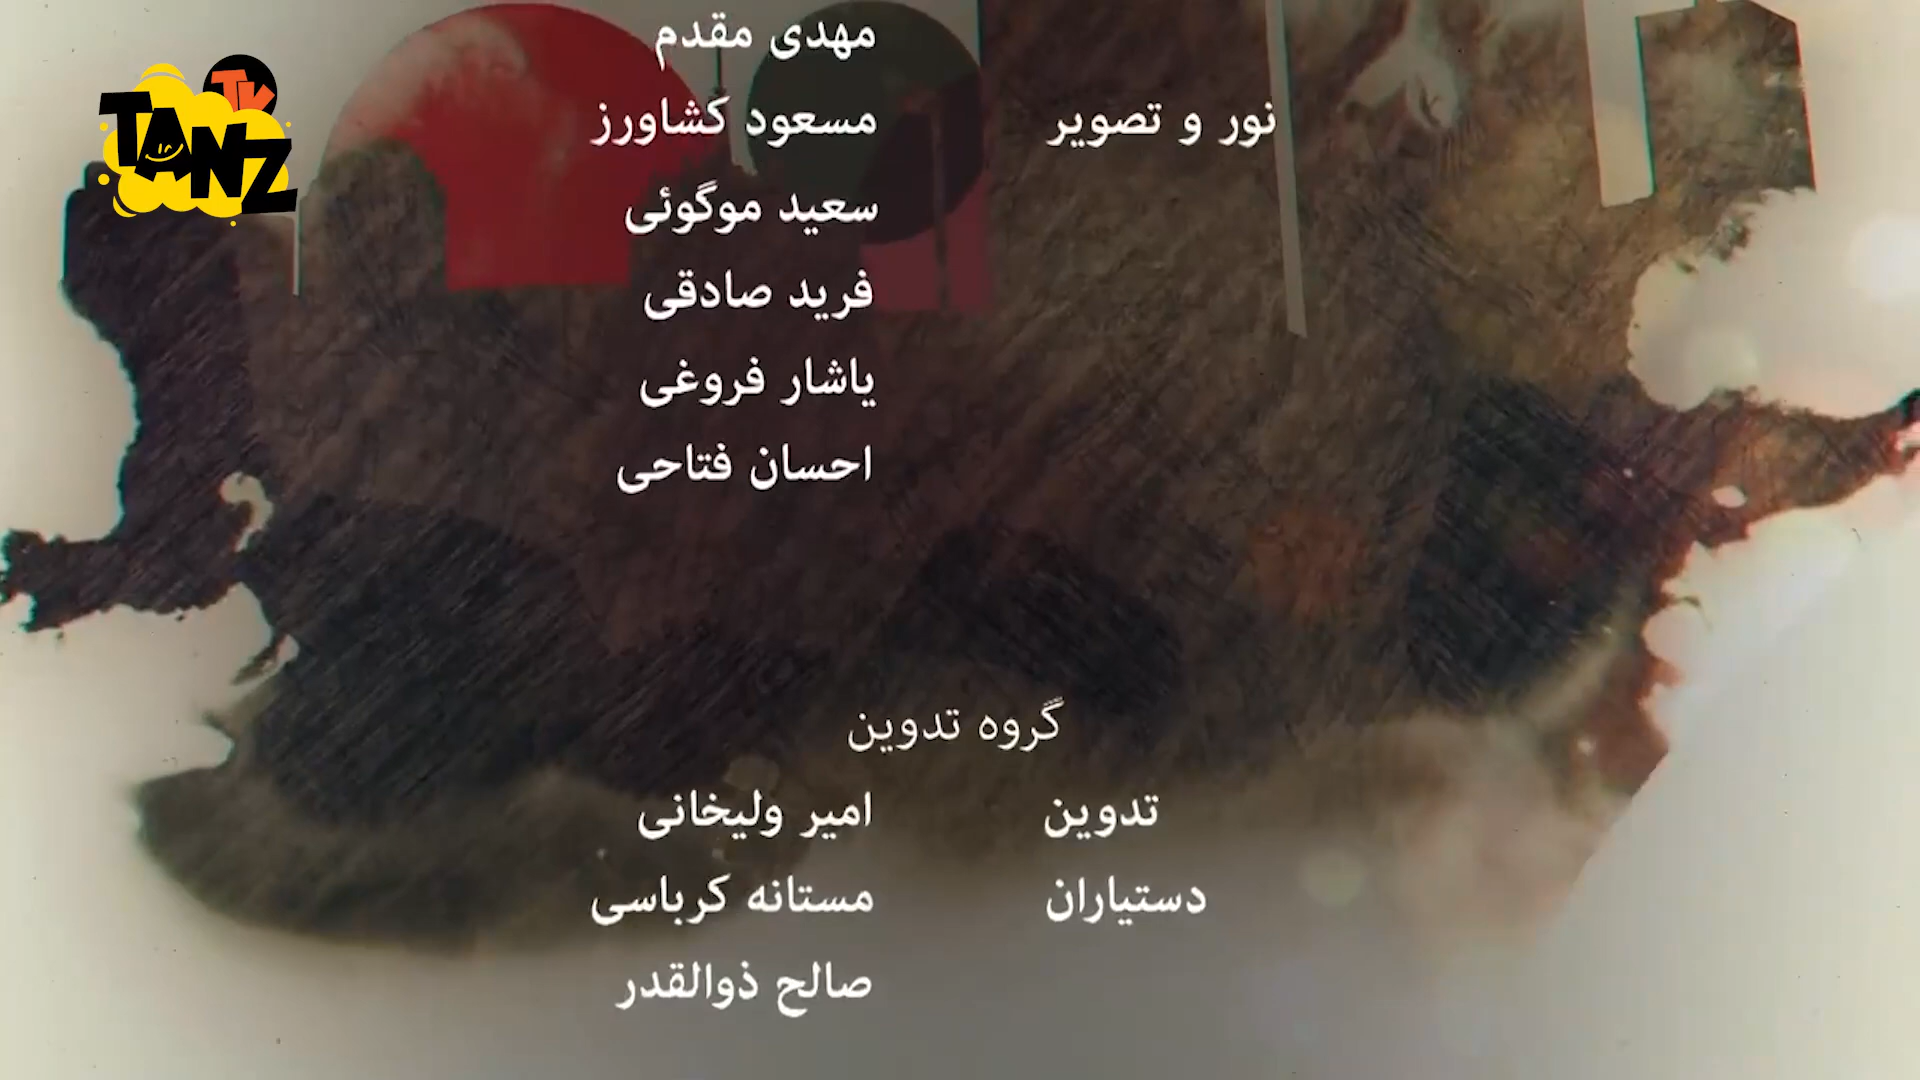 TANZ TV
مهدی مقدم
نور و تصویر مسعود کشاورز
سعید موگوئی
فرید صادقی
یاشار فروغی
احسان فتاحی
گروه تدوین
تدوین امیر ولیخانی
دستیاران مستانه کرباسی
صالح ذوالقدر